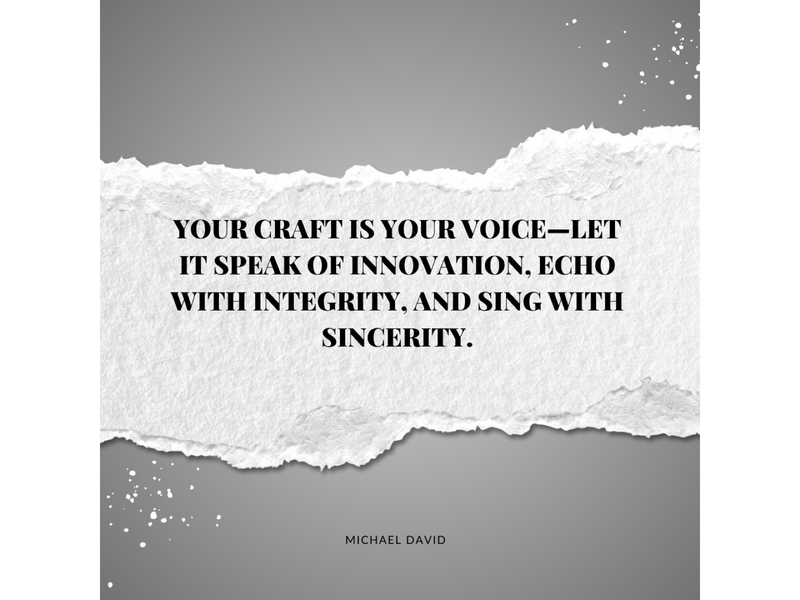 YOUR CRAFT IS YOUR VOICE—LET
IT SPEAK OF INNOVATION, ECHO
WITH INTEGRITY, AND SING WITH
SINCERITY.
MICHAEL DAVID